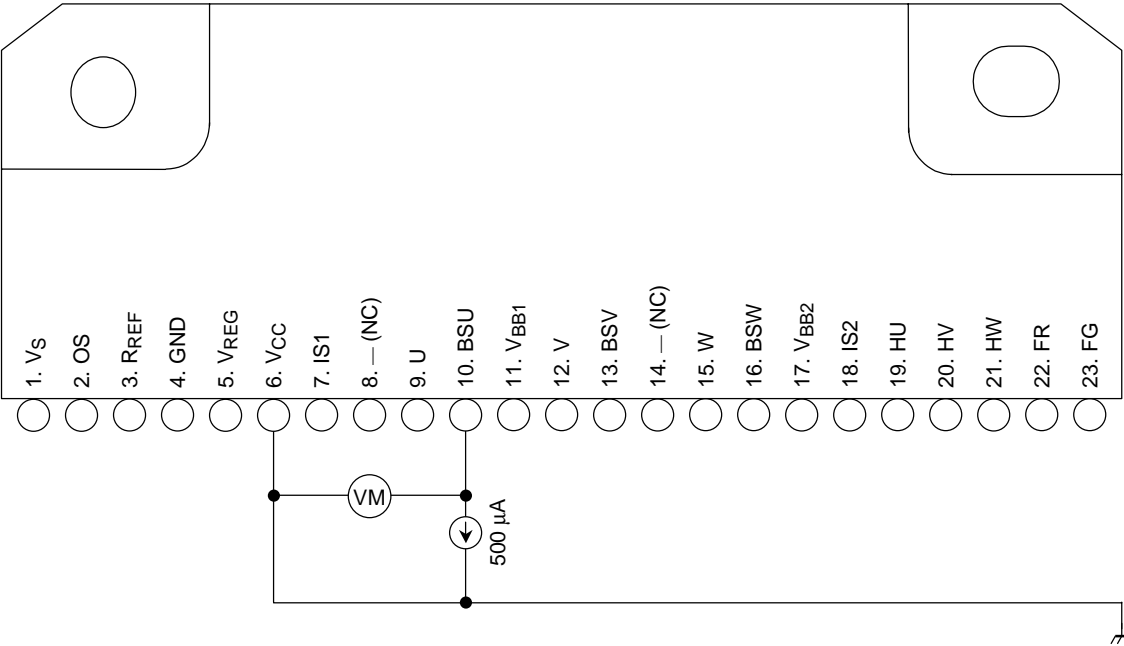 1. VS
2. OS
3. RREF
4. GND
5. VREG
6. VCC
7. IS1
8. — (NC)
9. U
10. BSU
11. VBB1
12. V
13. BSV
14. — (NC)
15. W
16. BSW
17. VBB2
18. IS2
19. HU
20. HV
21. HW
22. FR
23. FG
VM
500 μA